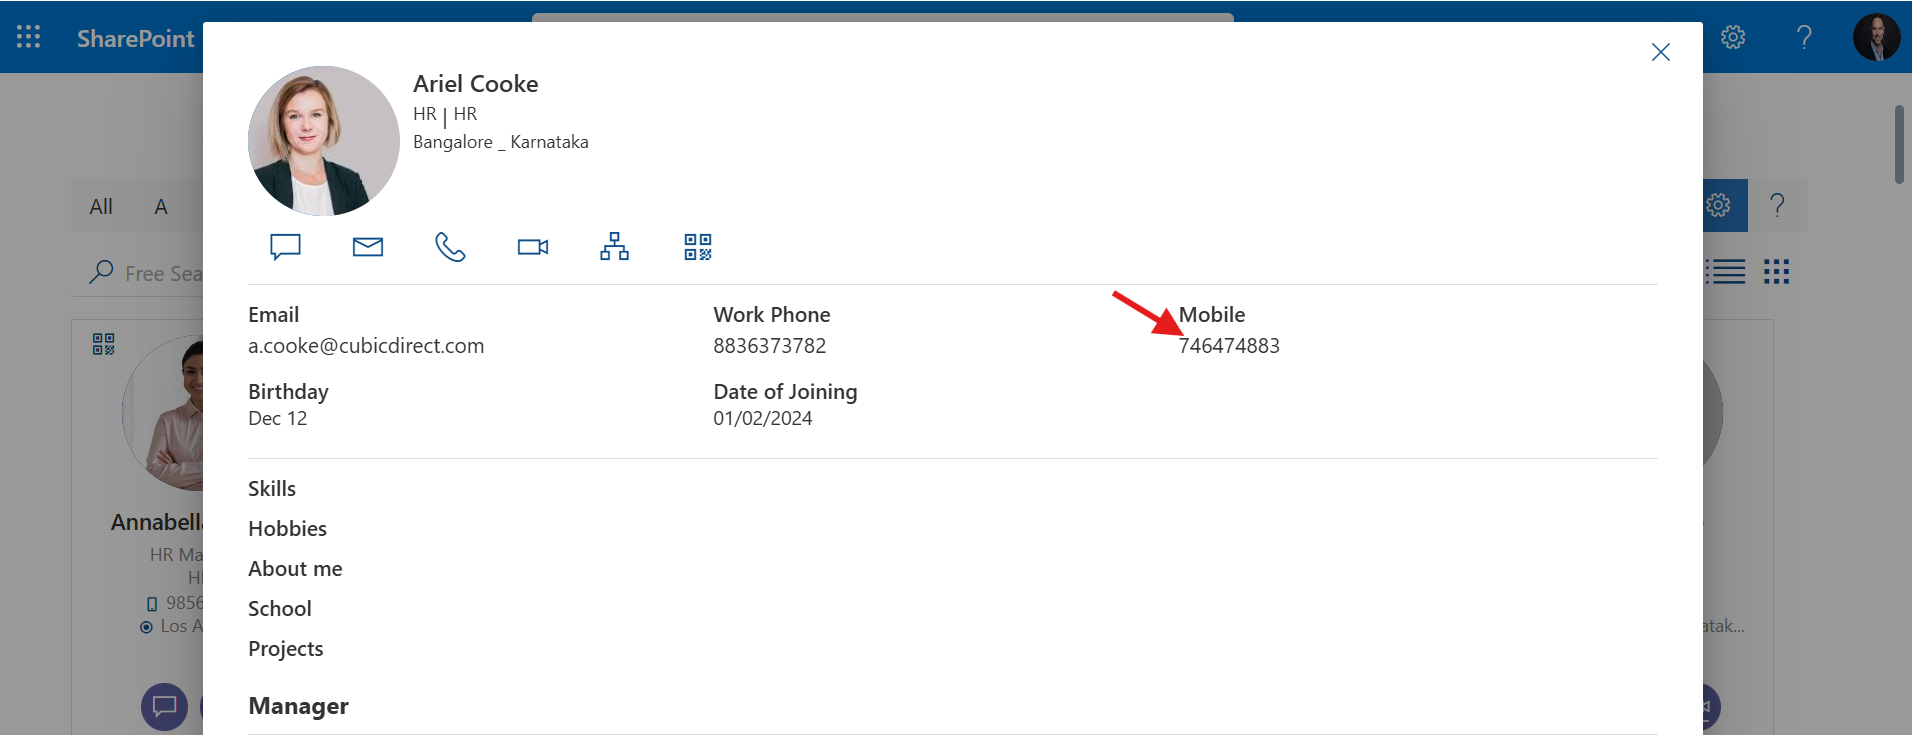 SharePoint
Ariel Cooke
HR | HR
Bangalore _ Karnataka
All A
?
Free Sea
Email
a.cooke@cubicdirect.com
Work Phone
8836373782
Mobile
746474883
Birthday
Dec 12
Date of Joining
01/02/2024
Skills
Hobbies
About me
School
Projects
Manager
Annabell
HR Ma
H
9856
Los A
atak...